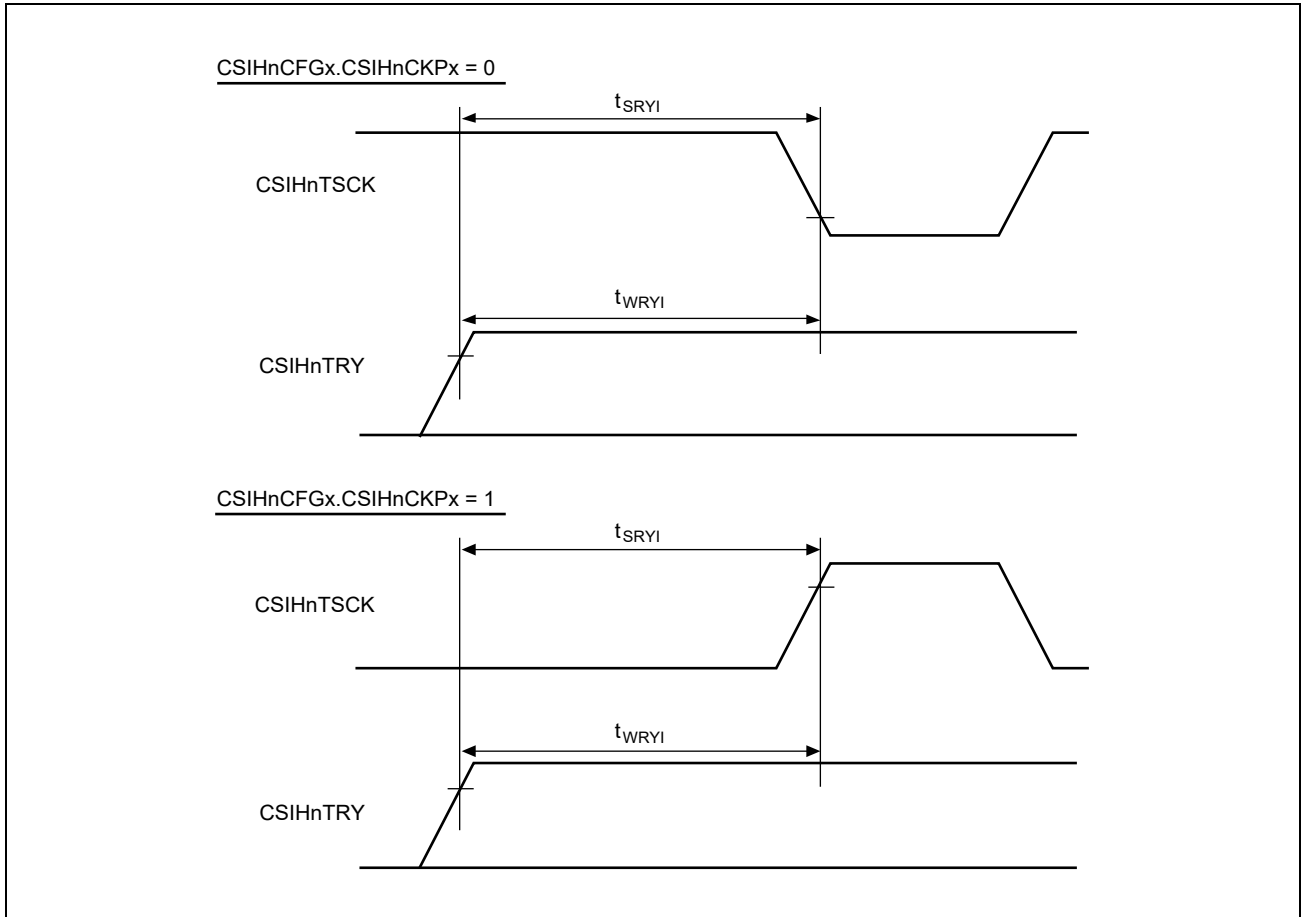 CSIHnCFGx.CSIHnCKPx = 0
tSRYI
CSIHnTSCK
tWRYI
CSIHnTRY
CSIHnCFGx.CSIHnCKPx = 1
tSRYI
CSIHnTSCK
tWRYI
CSIHnTRY